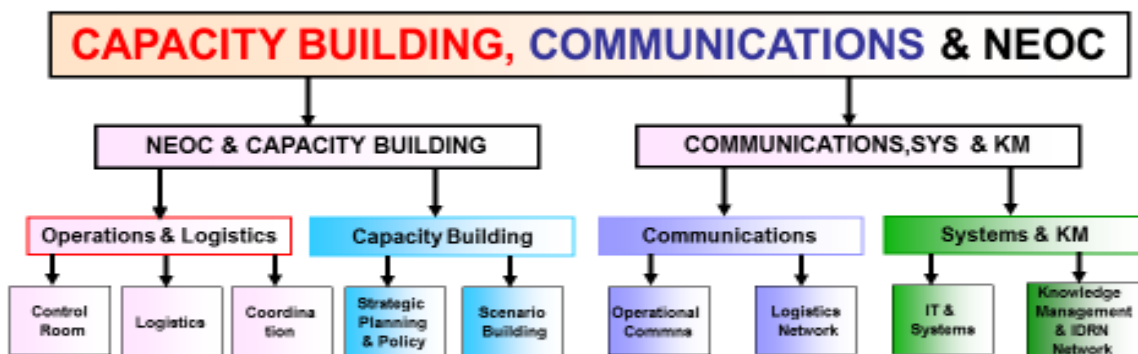 CAPACITY BUILDING, COMMUNICATIONS & NEOC
NEOC & CAPACITY BUILDING
COMMUNICATIONS,SYS & KM
Operations & Logistics
Capacity Building
Communications
Systems & KM
Control
Room
Logistics
Coordina
tion
Strategic
Planning
& Policy
Scenario
Building
Operational
Commns
Logistics
Network
IT &
Systems
Knowledge
Management
& IDRN
Network